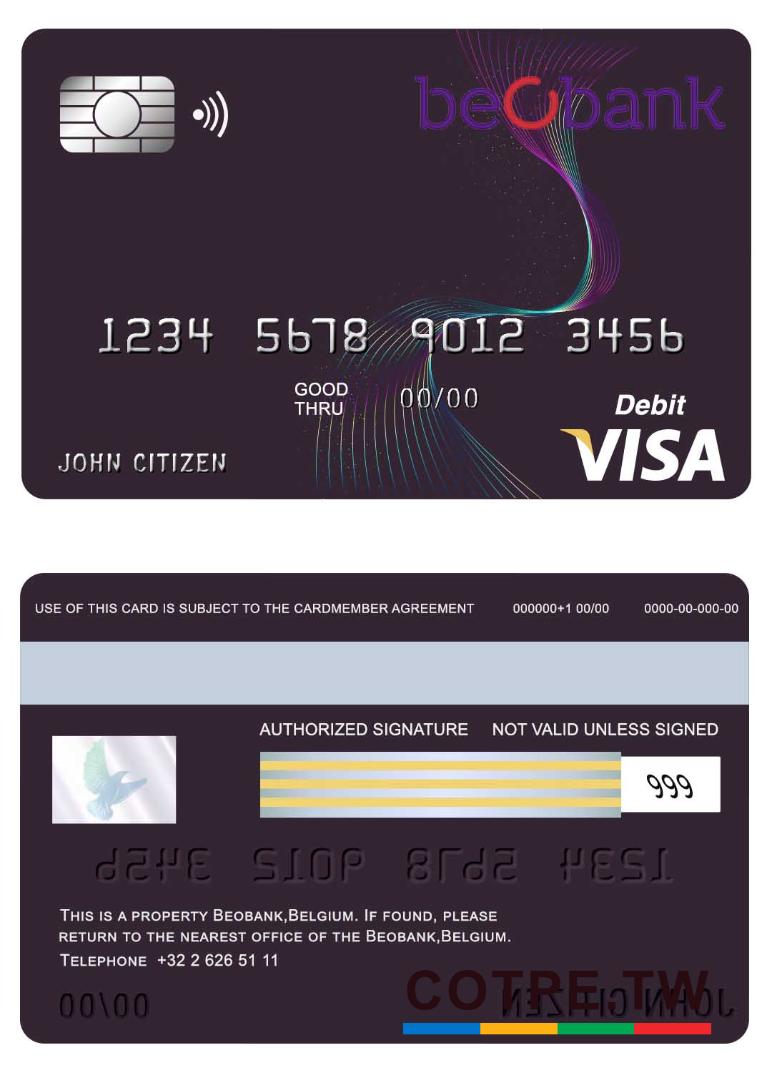 beobank
1234 5678 9012 3456
GOOD THRU 00/00
Debit
VISA
JOHN CITIZEN
USE OF THIS CARD IS SUBJECT TO THE CARDMEMBER AGREEMENT 000000+1 00/00 0000-00-000-00
AUTHORIZED SIGNATURE NOT VALID UNLESS SIGNED
999
1234 5678 9012 3456
THIS IS A PROPERTY BEOBANK,BELGIUM. IF FOUND, PLEASE
RETURN TO THE NEAREST OFFICE OF THE BEOBANK,BELGIUM.
TELEPHONE +32 2 626 51 11
COTPE.TW
00/00 JOHN CITIZEN